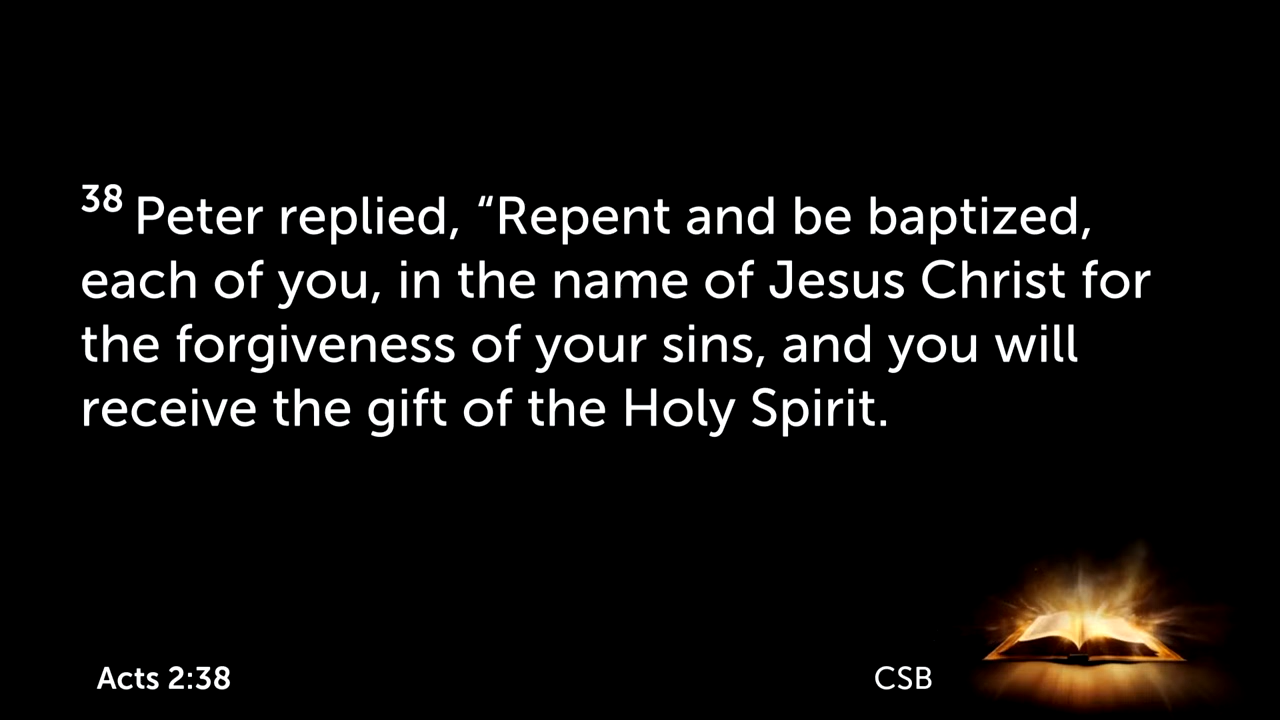 38 Peter replied, “Repent and be baptized,
each of you, in the name of Jesus Christ for
the forgiveness of your sins, and you will
receive the gift of the Holy Spirit.
Acts 2:38
CSB